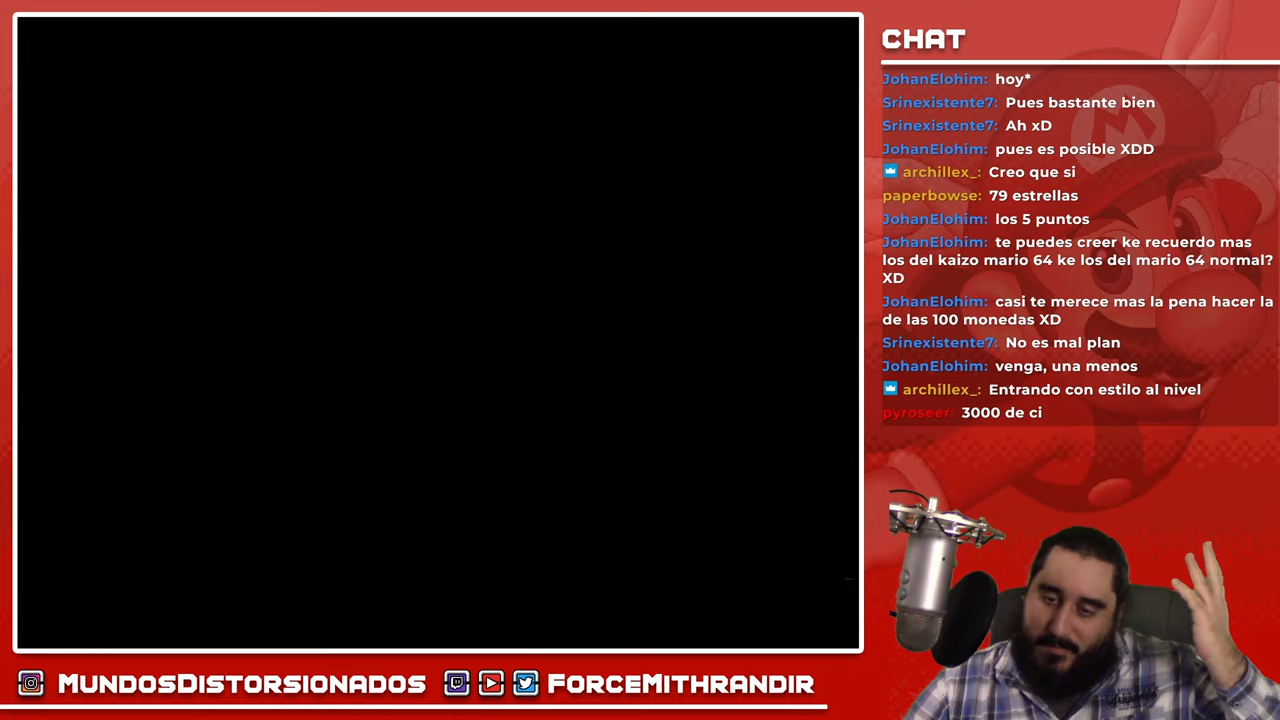 CHAT
JohanElohim: hoy*
Srinexistente7: Pues bastante bien
Srinexistente7: Ah xD
JohanElohim: pues es posible XDD
archillex_: Creo que si
paperbowse: 79 estrellas
JohanElohim: los 5 puntos
JohanElohim: te puedes creer ke recuerdo mas
los del kaizo mario 64 ke los del mario 64 normal?
XD
JohanElohim: casi te merece mas la pena hacer la
de las 100 monedas XD
Srinexistente7: No es mal plan
JohanElohim: venga, una menos
archillex_: Entrando con estilo al nivel
pyroseer: 3000 de ci
MUNDOSDISTORSIONADOS FORCEMITHRANDIR